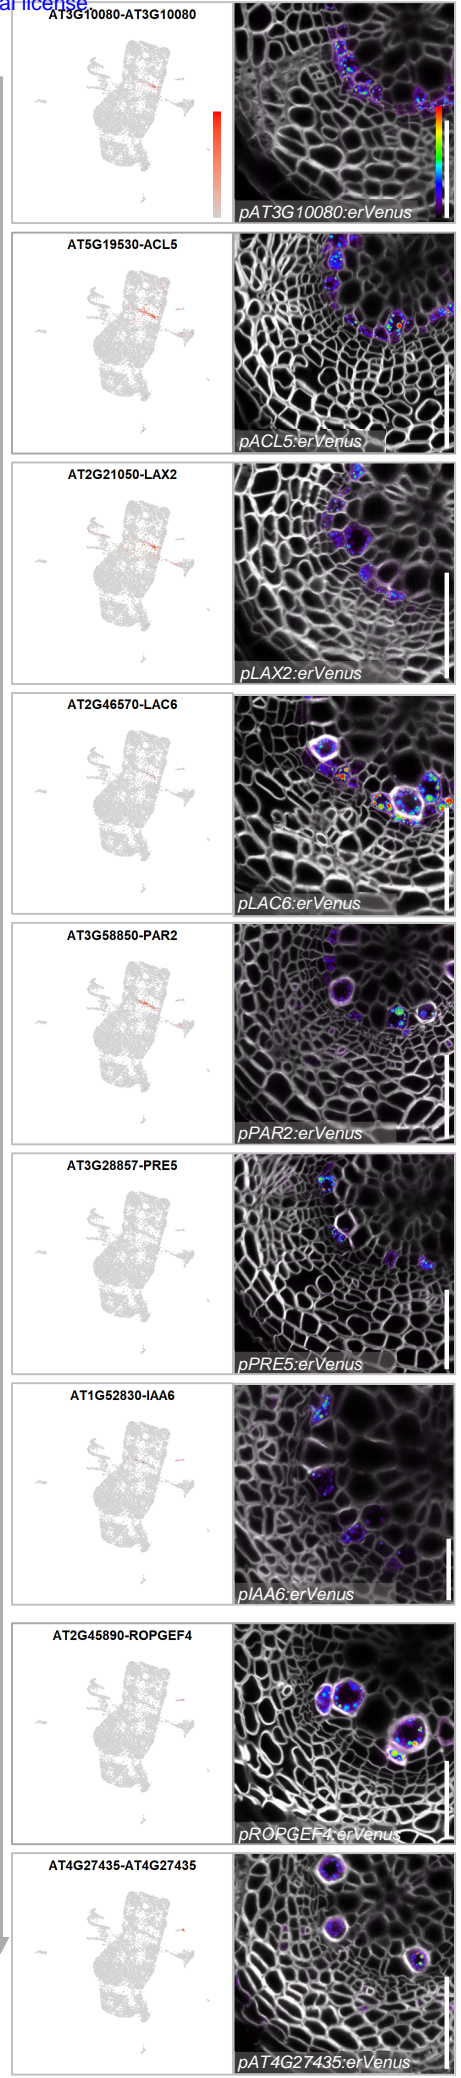 al license.
AT3G10080-AT3G10080
pAT3G10080:erVenus
AT5G19530-ACL5
pACL5:erVenus
AT2G21050-LAX2
pLAX2:erVenus
AT2G46570-LAC6
pLAC6:erVenus
AT3G58850-PAR2
pPAR2:erVenus
AT3G28857-PRE5
pPRE5:erVenus
AT1G52830-IAA6
pIAA6:erVenus
AT2G45890-ROPGEF4
pROPGEF4:erVenus
AT4G27435-AT4G27435
pAT4G27435:erVenus